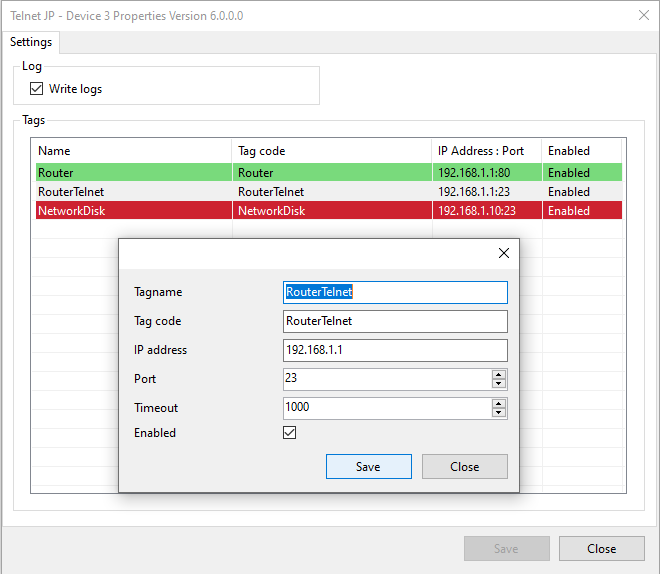 Telnet JP - Device 3 Properties Version 6.0.0.0
Settings
Log
Write logs
Tags
Name Tag code IP Address : Port Enabled
Router Router 192.168.1.1:80 Enabled
RouterTelnet RouterTelnet 192.168.1.1:23 Enabled
NetworkDisk NetworkDisk 192.168.1.10:23 Enabled
Tagname RouterTelnet
Tag code RouterTelnet
IP address 192.168.1.1
Port 23
Timeout 1000
Enabled
Save Close
Save Close